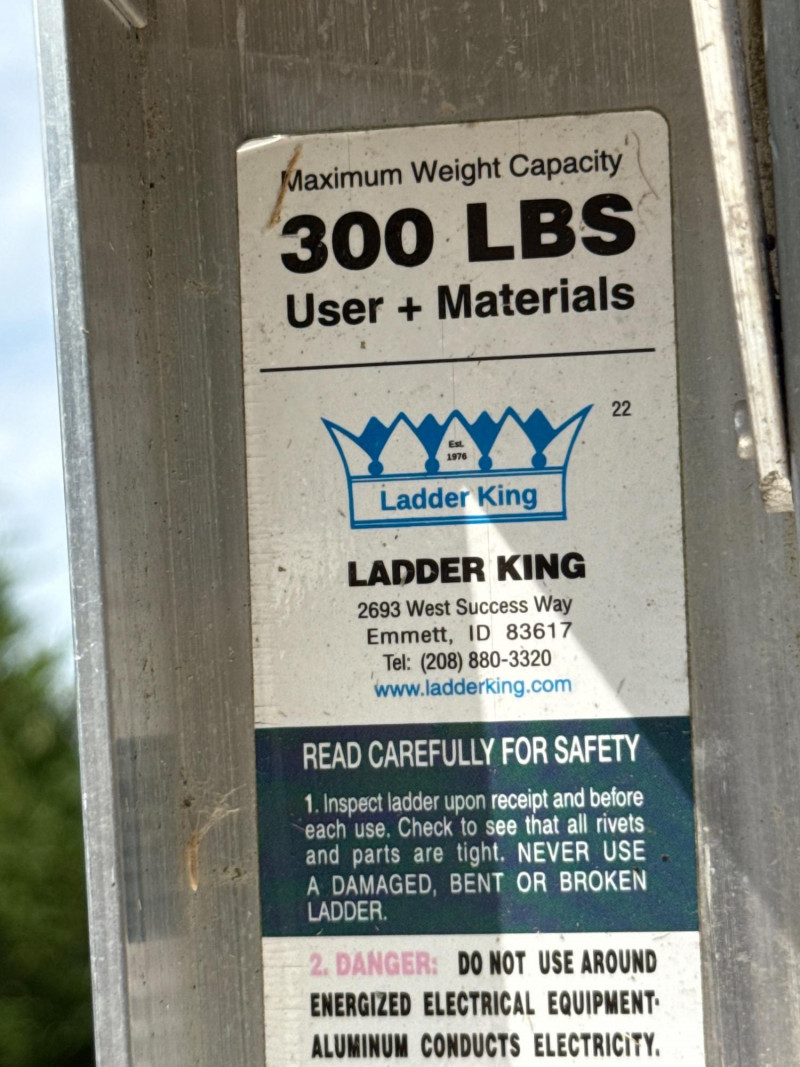 Maximum Weight Capacity
300 LBS
User + Materials
22
Est.
1976
Ladder King
LADDER KING
2693 West Success Way
Emmett, ID 83617
Tel: (208) 880-3320
www.ladderking.com
READ CAREFULLY FOR SAFETY
1. Inspect ladder upon receipt and before
each use. Check to see that all rivets
and parts are tight. NEVER USE
A DAMAGED, BENT OR BROKEN
LADDER.
2. DANGER: DO NOT USE AROUND
ENERGIZED ELECTRICAL EQUIPMENT-
ALUMINUM CONDUCTS ELECTRICITY.